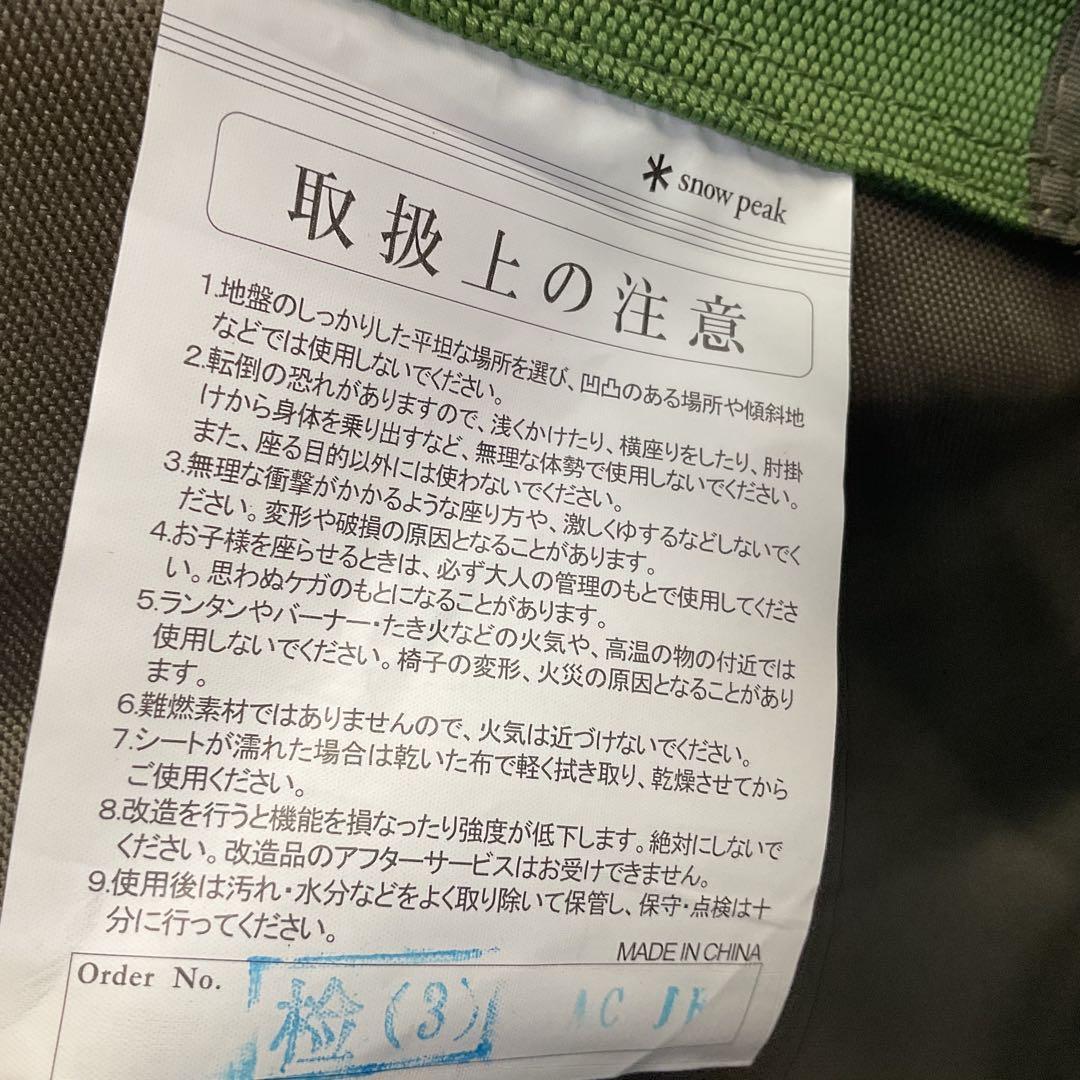 snow peak
取扱上の注意
1.地盤のしっかりした平坦な場所を選び、凹凸のある場所や傾斜地
などでは使用しないでください。
2.転倒の恐れがありますので、浅くかけたり、横座りをしたり、肘掛
けから身体を乗り出すなど、無理な体勢で使用しないでください。
また、座る目的以外には使わないでください。
3.無理な衝撃がかかるような座り方や、激しくゆするなどしないでく
ださい。変形や破損の原因となることがあります。
4.お子様を座らせるときは、必ず大人の管理のもとで使用してくださ
い。思わぬケガのもとになることがあります。
5.ランタンやバーナー・たき火などの火気や、高温の物の付近では
使用しないでください。椅子の変形、火災の原因となることがあり
ます。
6.難燃素材ではありませんので、火気は近づけないでください。
7.シートが濡れた場合は乾いた布で軽く拭き取り、乾燥させてから
ご使用ください。
8.改造を行うと機能を損なったり強度が低下します。絶対にしないで
ください。改造品のアフターサービスはお受けできません。
9.使用後は汚れ・水分などをよく取り除いて保管し、保守・点検は十
分に行ってください。
MADE IN CHINA
Order No.
检(3)